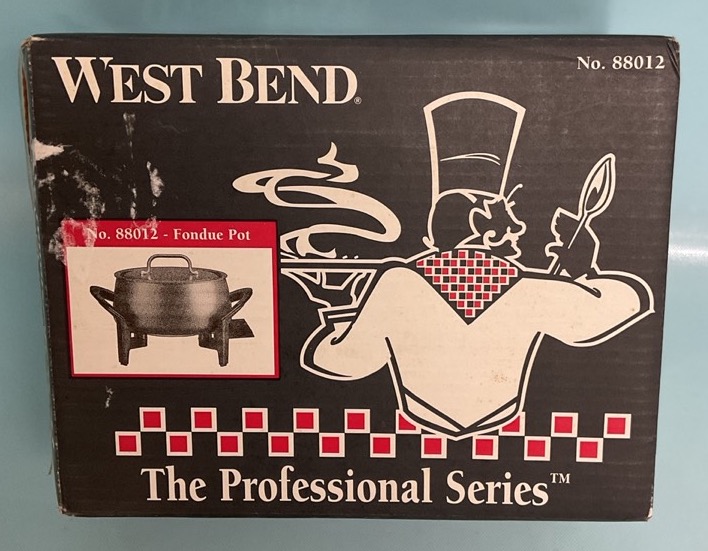 WEST BEND®
No. 88012
No. 88012 - Fondue Pot
The Professional Series™